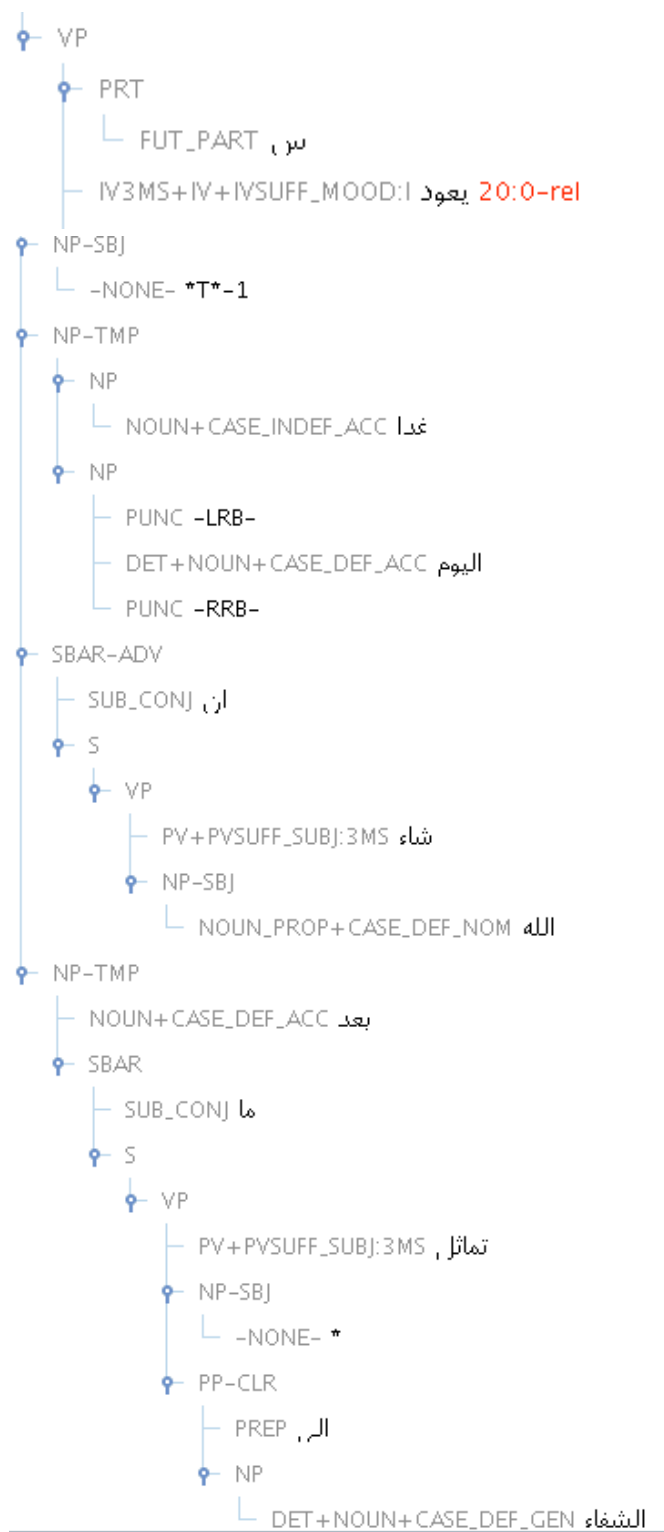 VP
PRT
FUT_PART س
IV3MS+IV+IVSUFF_MOOD:I يعود 20:0-rel
NP-SBJ
-NONE- *T*-1
NP-TMP
NP
NOUN+CASE_INDEF_ACC غدا
NP
PUNC -LRB-
DET+NOUN+CASE_DEF_ACC اليوم
PUNC -RRB-
SBAR-ADV
SUB_CONJ ان
S
VP
PV+PVSUFF_SUBJ:3MS شاء
NP-SBJ
NOUN_PROP+CASE_DEF_NOM الله
NP-TMP
NOUN+CASE_DEF_ACC بعد
SBAR
SUB_CONJ ما
S
VP
PV+PVSUFF_SUBJ:3MS تماثل
NP-SBJ
-NONE- *
PP-CLR
PREP الى
NP
DET+NOUN+CASE_DEF_GEN الشفاء